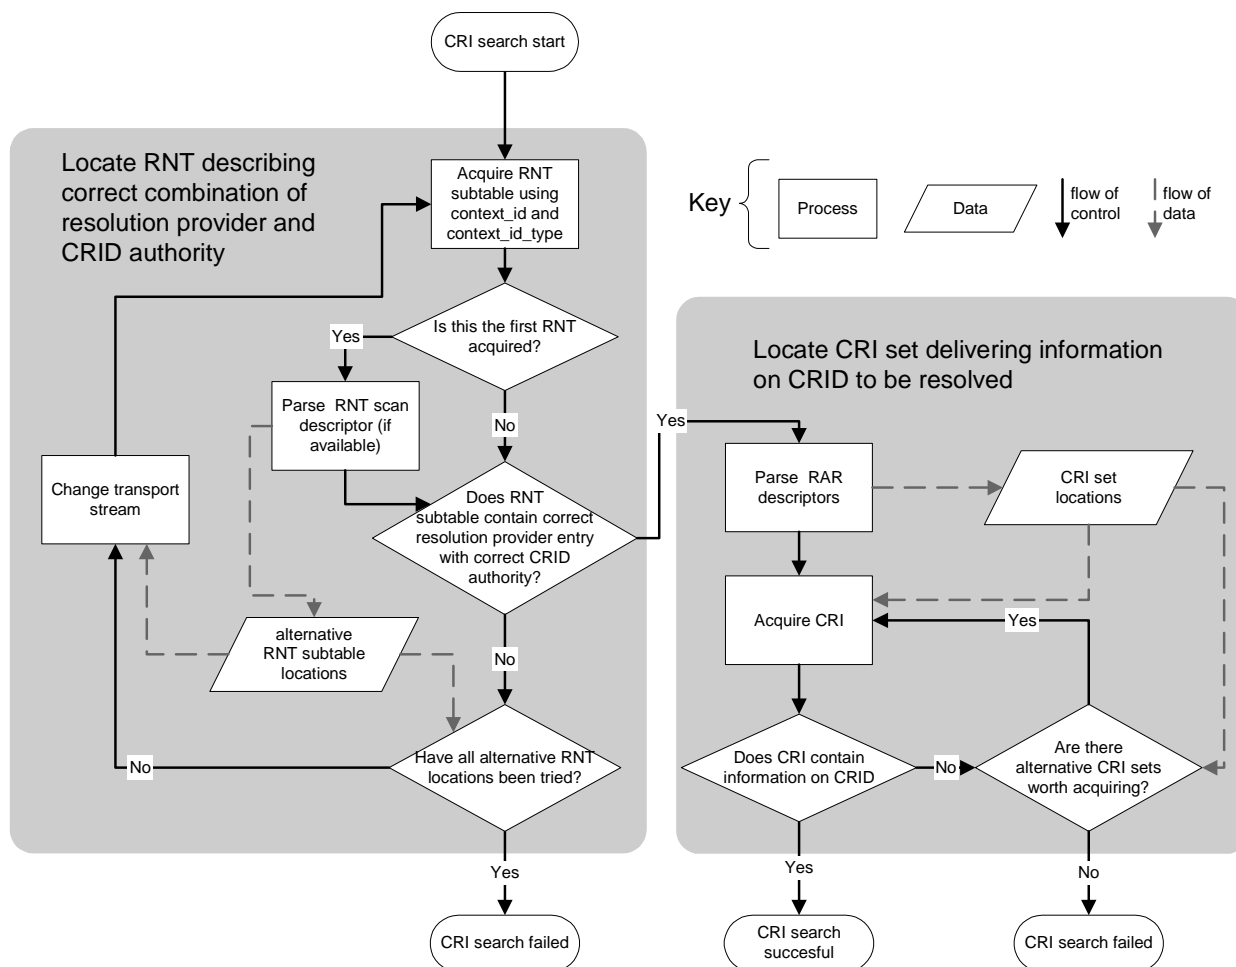 CRI search start
Locate RNT describing
correct combination of
resolution provider and
CRID authority
Acquire RNT
subtable using
context_id and
context_id_type
Key
Process
Data
flow of
control
flow of
data
Is this the first RNT
acquired?
Yes
No
Parse RNT scan
descriptor (if
available)
Change transport
stream
Does RNT
subtable contain correct
resolution provider entry
with correct CRID
authority?
Yes
No
alternative
RNT subtable
locations
Have all alternative RNT
locations been tried?
No
Yes
CRI search failed
Locate CRI set delivering information
on CRID to be resolved
Parse RAR
descriptors
CRI set
locations
Acquire CRI
Yes
Does CRI contain
information on CRID
No
Are there
alternative CRI sets
worth acquiring?
Yes
No
CRI search
succesful
CRI search failed